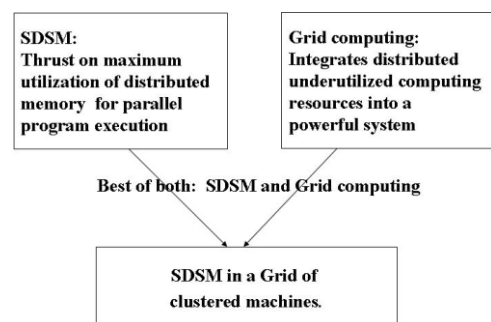 SDSM:
Thrust on maximum
utilization of distributed
memory for parallel
program execution
Grid computing:
Integrates distributed
underutilized computing
resources into a
powerful system
Best of both: SDSM and Grid computing
SDSM in a Grid of
clustered machines.